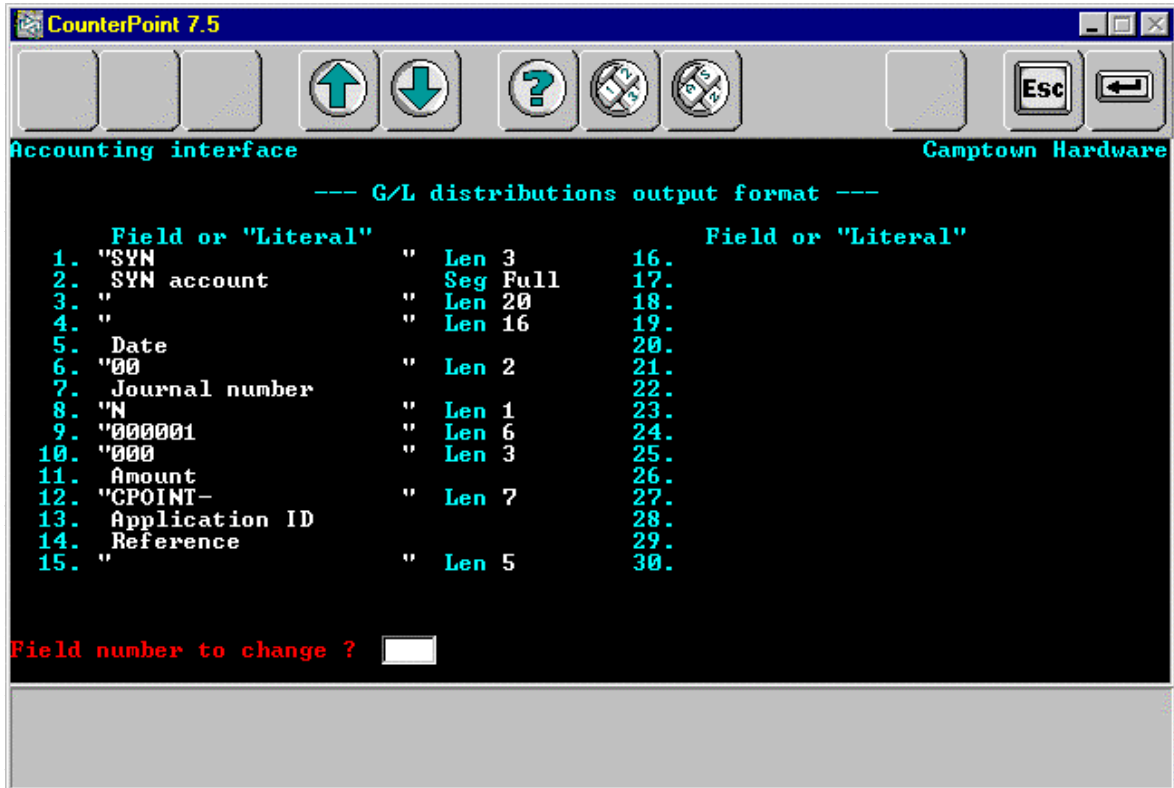 CounterPoint 7.5
? 1 2 3 Esc
Accounting interface Camptown Hardware
--- G/L distributions output format ---
Field or "Literal" Field or "Literal"
1. "SYN " Len 3 16.
2. SYN account Seg Full 17.
3. " " Len 20 18.
4. " " Len 16 19.
5. Date 20.
6. "00 " Len 2 21.
7. Journal number 22.
8. "N " Len 1 23.
9. "000001 " Len 6 24.
10. "000 " Len 3 25.
11. Amount 26.
12. "CPOINT- " Len 7 27.
13. Application ID 28.
14. Reference 29.
15. " " Len 5 30.
Field number to change ?